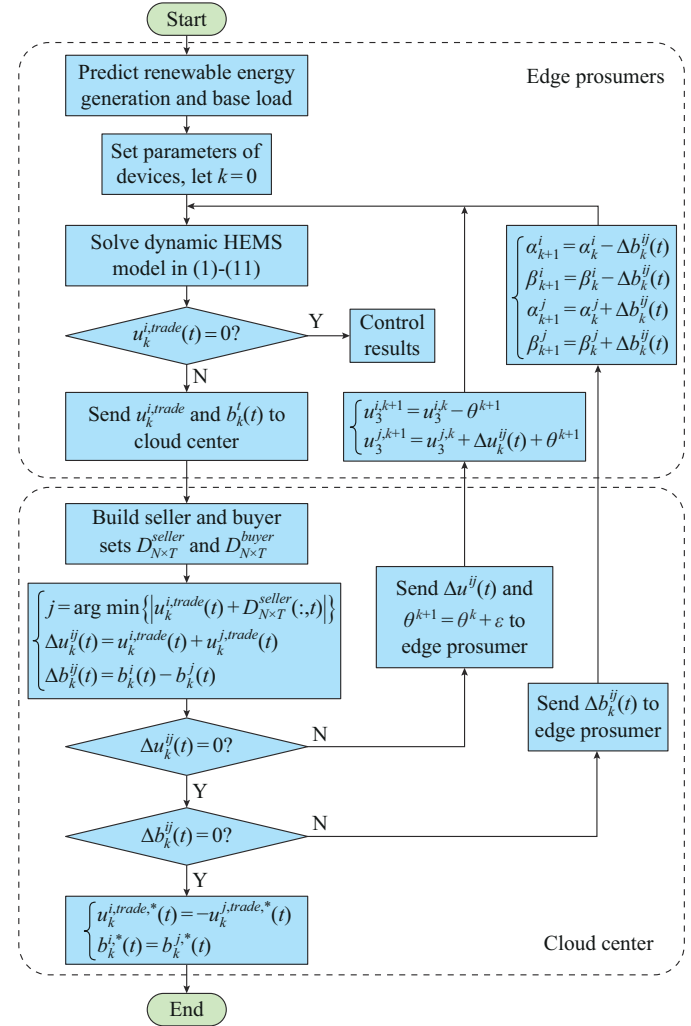 Start
Edge prosumers
Predict renewable energy
generation and base load
Set parameters of
devices, let k=0
Solve dynamic HEMS
model in (1)-(11)
u_k^{i,trade}(t)=0?
Y
Control
results
N
Send u_k^{i,trade} and b_k^t(t) to
cloud center
α_{k+1}^i=α_k^i−Δb_k^{ij}(t)
β_{k+1}^i=β_k^i−Δb_k^{ij}(t)
α_{k+1}^j=α_k^j+Δb_k^{ij}(t)
β_{k+1}^j=β_k^j+Δb_k^{ij}(t)
u_3^{i,k+1}=u_3^{i,k}−θ^{k+1}
u_3^{j,k+1}=u_3^{j,k}+Δu_k^{ij}(t)+θ^{k+1}
Build seller and buyer
sets D_{N×T}^{seller} and D_{N×T}^{buyer}
j=arg min{|u_k^{i,trade}(t)+D_{N×T}^{seller}(:,t)|}
Δu_k^{ij}(t)=u_k^{i,trade}(t)+u_k^{j,trade}(t)
Δb_k^{ij}(t)=b_k^i(t)−b_k^j(t)
Send Δu^{ij}(t) and
θ^{k+1}=θ^k+ε to
edge prosumer
Send Δb_k^{ij}(t) to
edge prosumer
Δu_k^{ij}(t)=0?
N
Y
Δb_k^{ij}(t)=0?
N
Y
u_k^{i,trade,*}(t)=−u_k^{j,trade,*}(t)
b_k^{i,*}(t)=b_k^{j,*}(t)
Cloud center
End